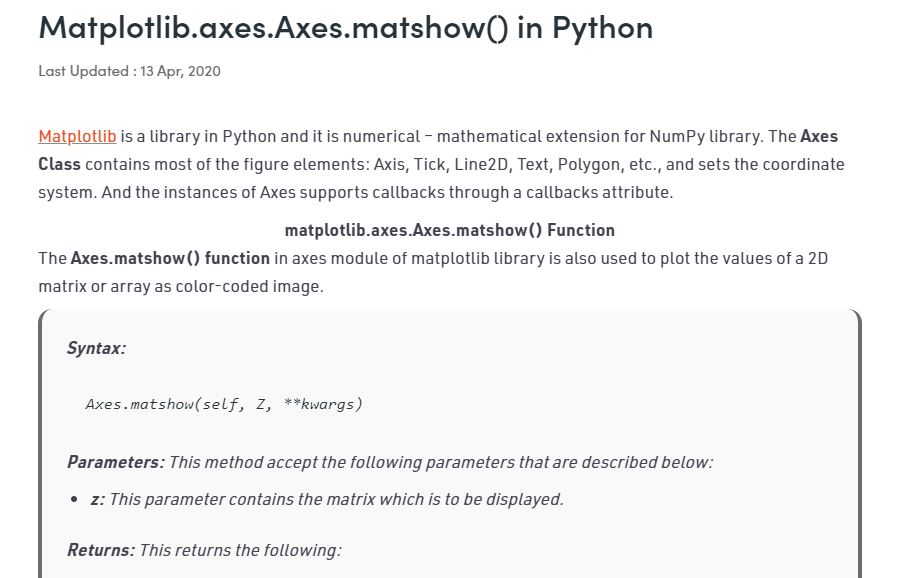 Matplotlib.axes.Axes.matshow() in Python
Last Updated : 13 Apr, 2020
Matplotlib is a library in Python and it is numerical – mathematical extension for NumPy library. The Axes
Class contains most of the figure elements: Axis, Tick, Line2D, Text, Polygon, etc., and sets the coordinate
system. And the instances of Axes supports callbacks through a callbacks attribute.
matplotlib.axes.Axes.matshow() Function
The Axes.matshow() function in axes module of matplotlib library is also used to plot the values of a 2D
matrix or array as color-coded image.
Syntax:
Axes.matshow(self, Z, **kwargs)
Parameters: This method accept the following parameters that are described below:
• z: This parameter contains the matrix which is to be displayed.
Returns: This returns the following: